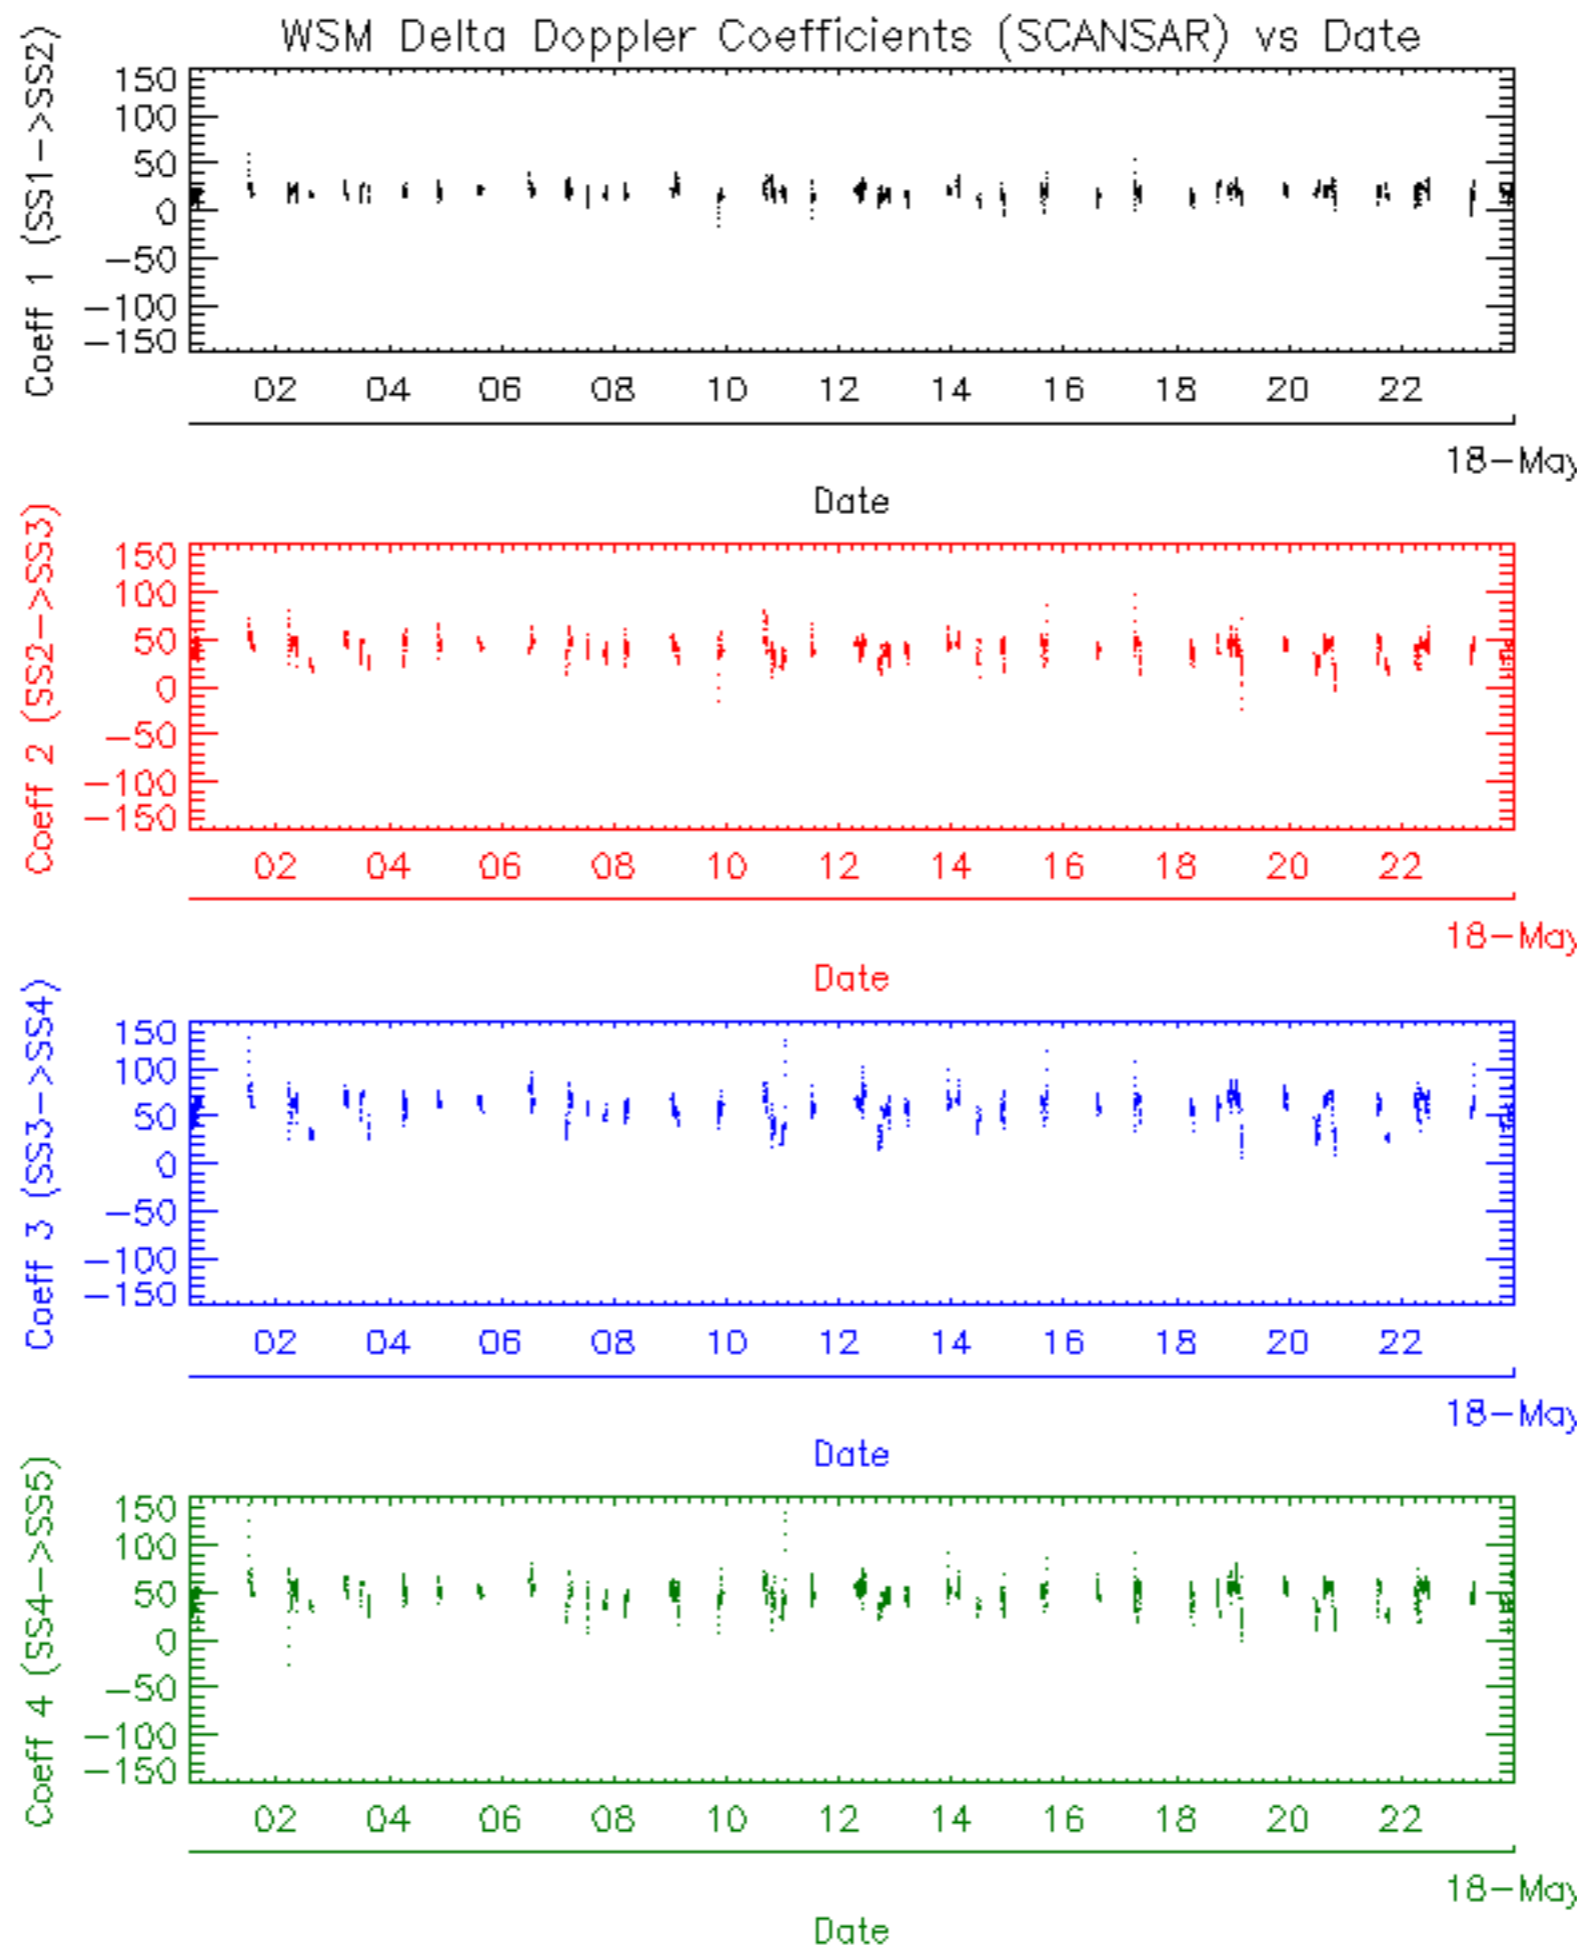 WSM Delta Doppler Coefficients (SCANSAR) vs Date
Coeff 1 (SS1->SS2)
150
100
50
0
-50
-100
-150
02 04 06 08 10 12 14 16 18 20 22
18-May
Date
Coeff 2 (SS2->SS3)
150
100
50
0
-50
-100
-150
02 04 06 08 10 12 14 16 18 20 22
18-May
Date
Coeff 3 (SS3->SS4)
150
100
50
0
-50
-100
-150
02 04 06 08 10 12 14 16 18 20 22
18-May
Date
Coeff 4 (SS4->SS5)
150
100
50
0
-50
-100
-150
02 04 06 08 10 12 14 16 18 20 22
18-May
Date